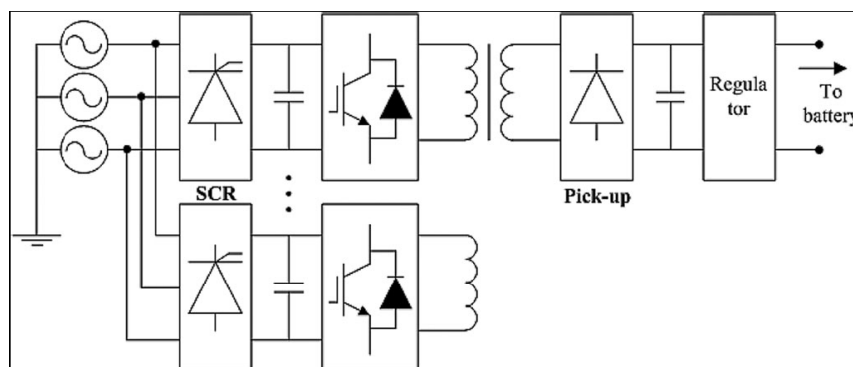 SCR
Pick-up
Regula
tor
To
battery